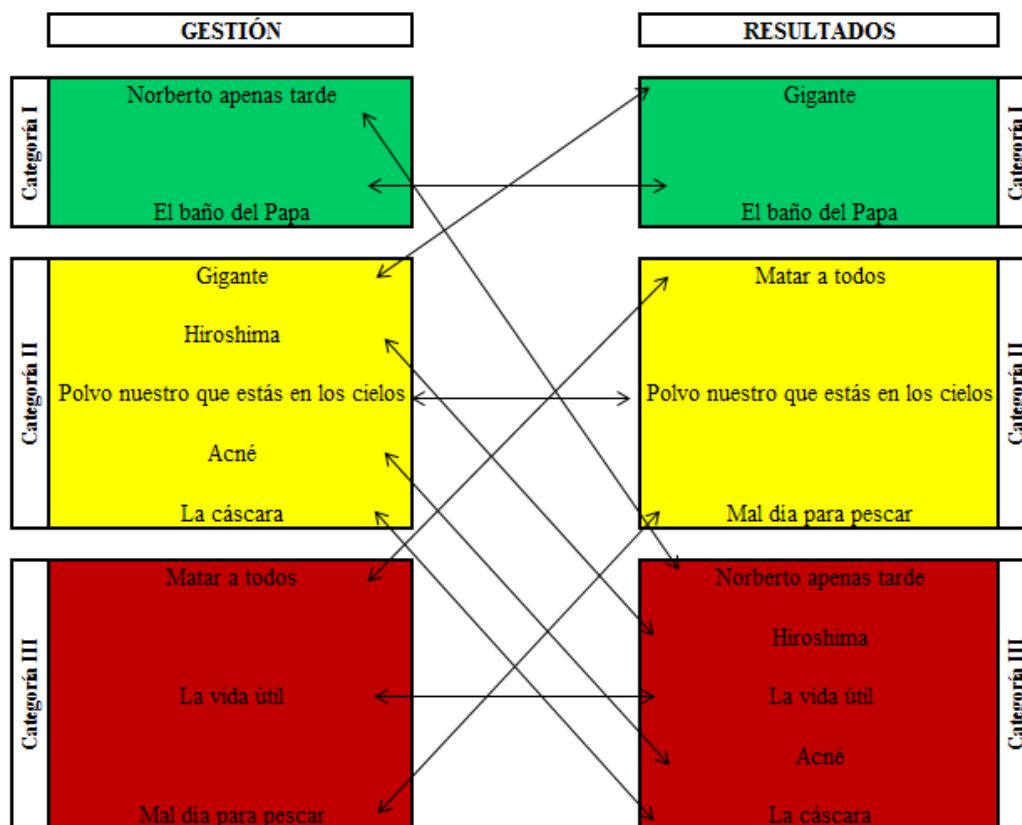 GESTIÓN
RESULTADOS
Categoría I
Norberto apenas tarde
El baño del Papa
Gigante
El baño del Papa
Categoría I
Categoría II
Gigante
Hiroshima
Polvo nuestro que estás en los cielos
Acné
La cáscara
Matar a todos
Polvo nuestro que estás en los cielos
Mal día para pescar
Categoría II
Categoría III
Matar a todos
La vida útil
Mal día para pescar
Norberto apenas tarde
Hiroshima
La vida útil
Acné
La cáscara
Categoría III